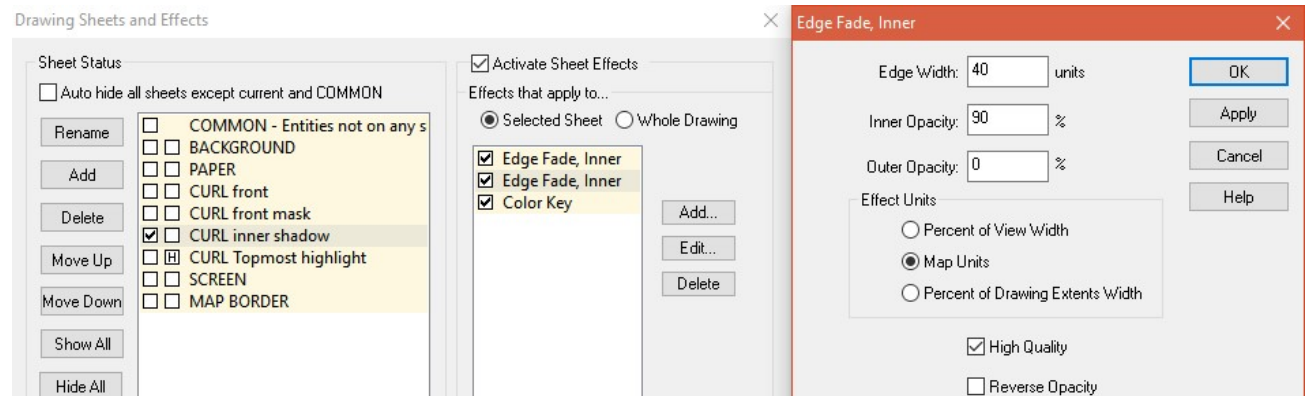 Drawing Sheets and Effects
Sheet Status
Auto hide all sheets except current and COMMON
Rename
Add
Delete
Move Up
Move Down
Show All
Hide All
COMMON - Entities not on any s
BACKGROUND
PAPER
CURL front
CURL front mask
CURL inner shadow
H CURL Topmost highlight
SCREEN
MAP BORDER
Activate Sheet Effects
Effects that apply to...
Selected Sheet Whole Drawing
Edge Fade, Inner
Edge Fade, Inner
Color Key
Add...
Edit...
Delete
Edge Fade, Inner
Edge Width: 40 units
Inner Opacity: 90 %
Outer Opacity: 0 %
Effect Units
Percent of View Width
Map Units
Percent of Drawing Extents Width
High Quality
Reverse Opacity
OK
Apply
Cancel
Help